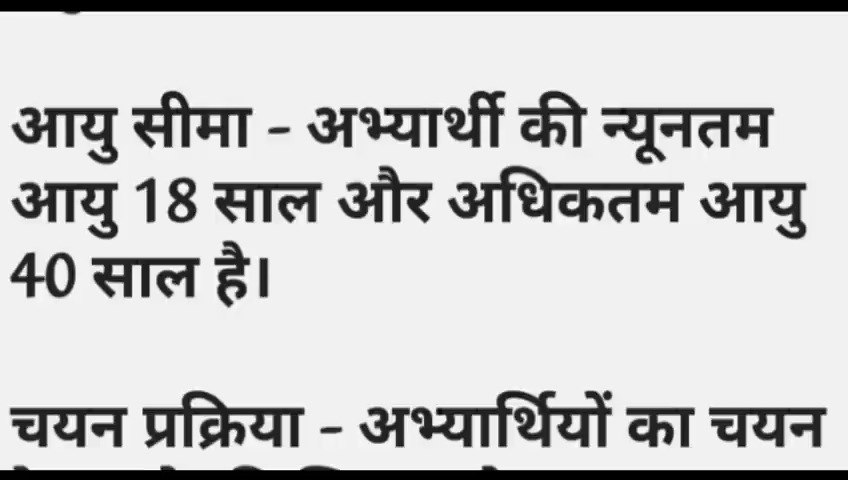 आयु सीमा - अभ्यार्थी की न्यूनतम
आयु 18 साल और अधिकतम आयु
40 साल है।
चयन प्रक्रिया - अभ्यार्थियों का चयन